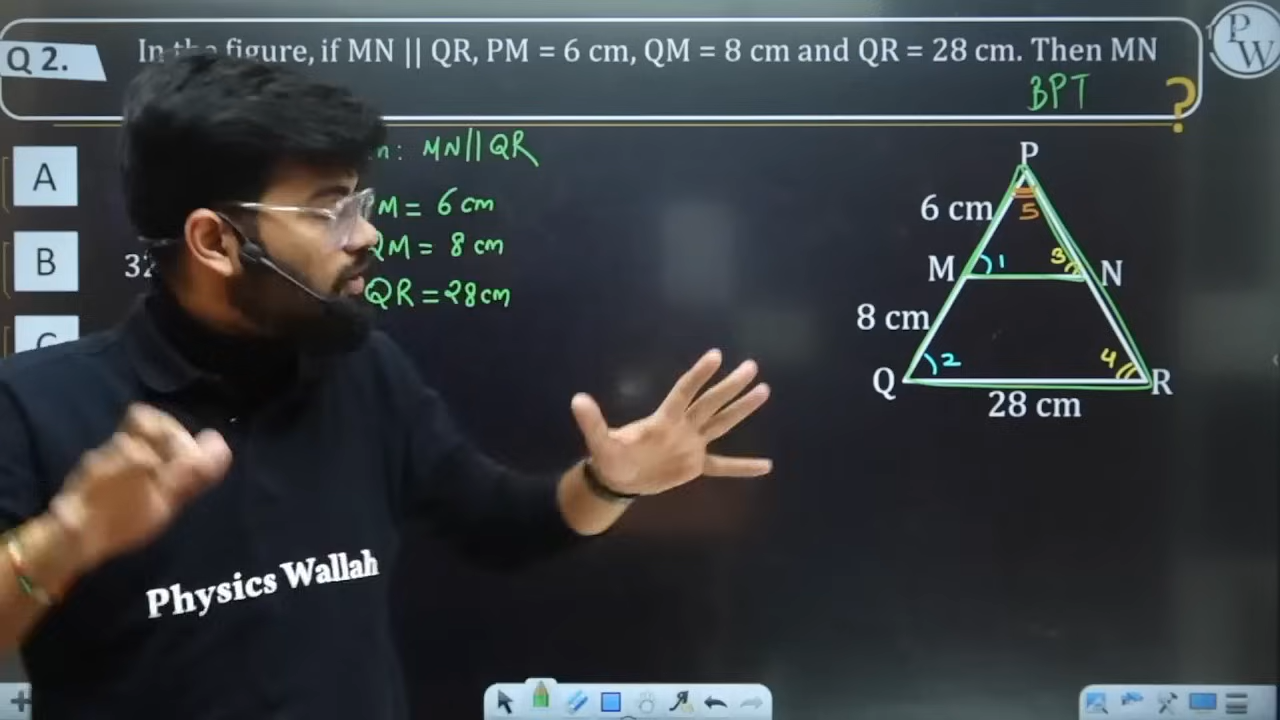 Q 2.
In the figure, if MN || QR, PM = 6 cm, QM = 8 cm and QR = 28 cm. Then MN
PW
BPT
?
A
MN||QR
P
M = 6 cm
6 cm
5
B
32
M = 8 cm
M
1
3
N
QR = 28 cm
8 cm
2
4
Q
R
28 cm
Physics Wallah